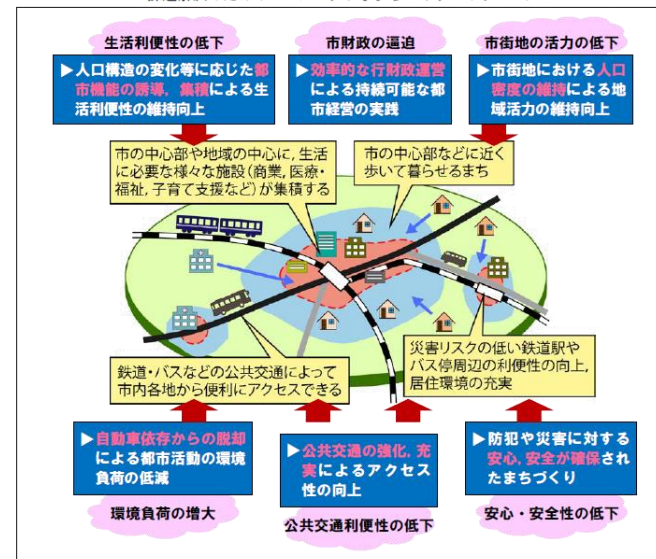 生活利便性の低下
市財政の逼迫
市街地の活力の低下
▶人口構造の変化等に応じた都
市機能の誘導，集積による生
活利便性の維持向上
▶効率的な行財政運営
による持続可能な都
市経営の実践
▶市街地における人口
密度の維持による地
域活力の維持向上
市の中心部や地域の中心に，生活
に必要な様々な施設（商業，医療・
福祉，子育て支援など）が集積する
市の中心部などに近く
歩いて暮らせるまち
鉄道・バスなどの公共交通によって
市内各地から便利にアクセスできる
災害リスクの低い鉄道駅や
バス停周辺の利便性の向上，
居住環境の充実
▶自動車依存からの脱却
による都市活動の環境
負荷の低減
▶公共交通の強化，充
実によるアクセス
性の向上
▶防犯や災害に対する
安心，安全が確保され
たまちづくり
環境負荷の増大
公共交通利便性の低下
安心・安全性の低下